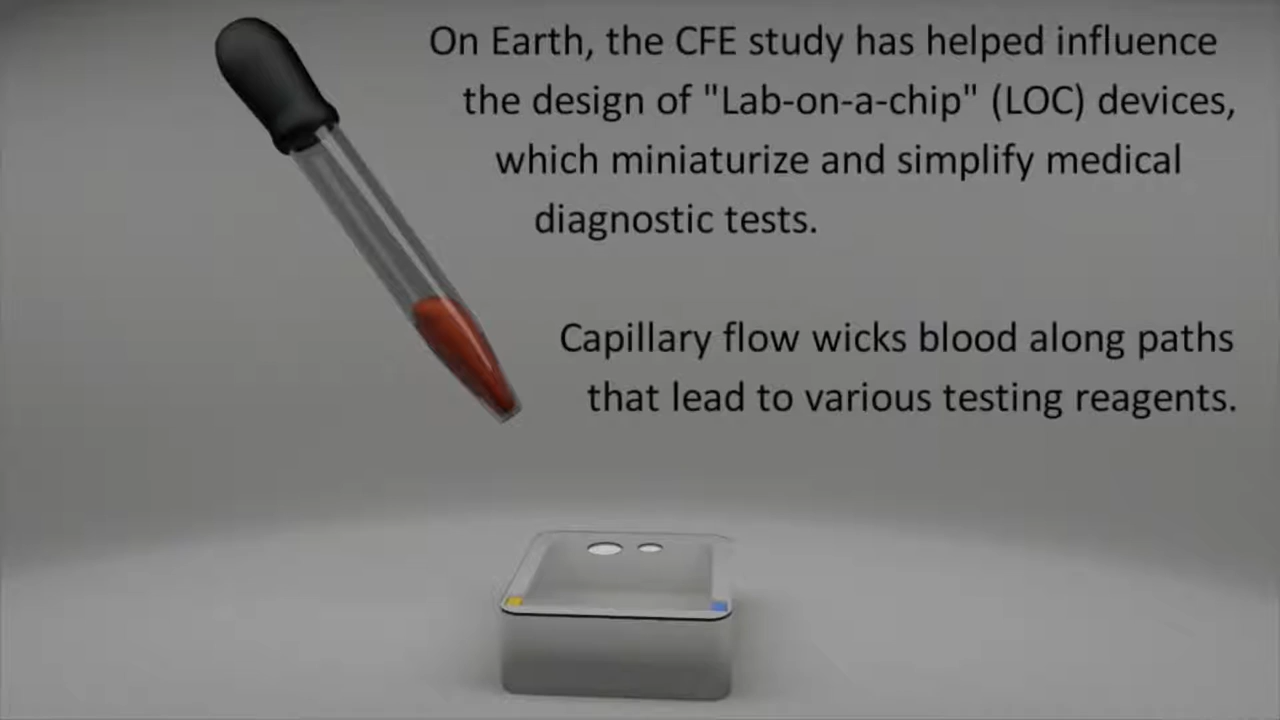 On Earth, the CFE study has helped influence
the design of "Lab-on-a-chip" (LOC) devices,
which miniaturize and simplify medical
diagnostic tests.
Capillary flow wicks blood along paths
that lead to various testing reagents.